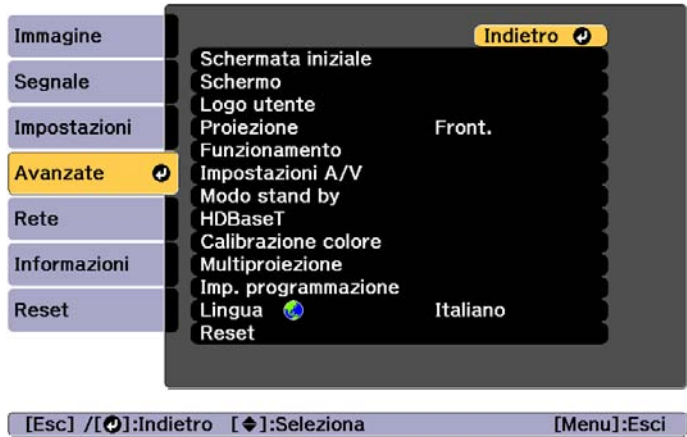 Immagine
Segnale
Impostazioni
Avanzate
Rete
Informazioni
Reset
Indietro
Schermata iniziale
Schermo
Logo utente
Proiezione Front.
Funzionamento
Impostazioni A/V
Modo stand by
HDBaseT
Calibrazione colore
Multiproiezione
Imp. programmazione
Lingua Italiano
Reset
[Esc] /[↵]:Indietro [◆]:Seleziona [Menu]:Esci